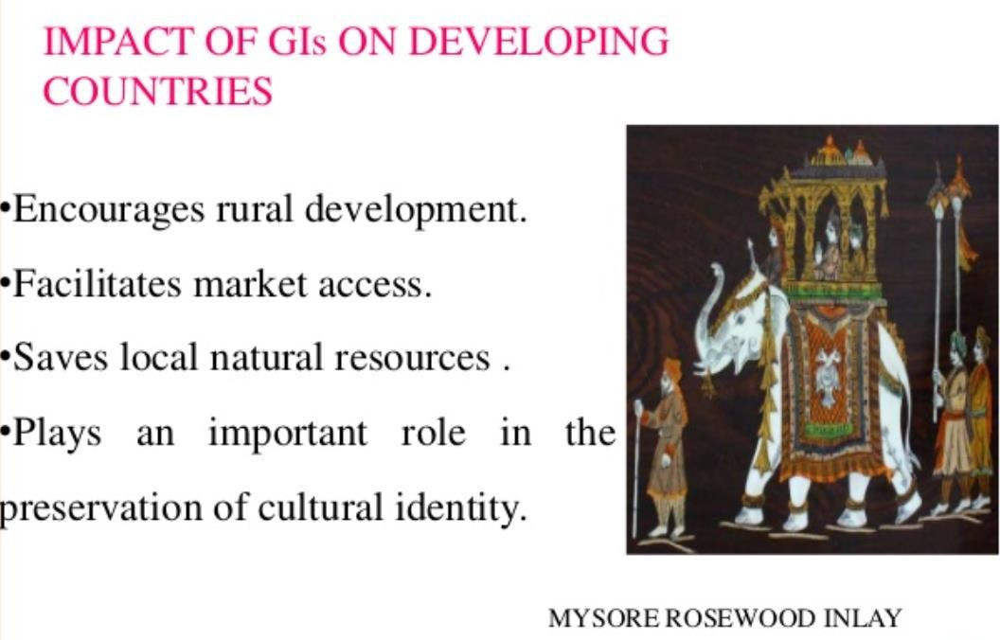 IMPACT OF GIs ON DEVELOPING
COUNTRIES
•Encourages rural development.
•Facilitates market access.
•Saves local natural resources .
•Plays an important role in the
preservation of cultural identity.
MYSORE ROSEWOOD INLAY